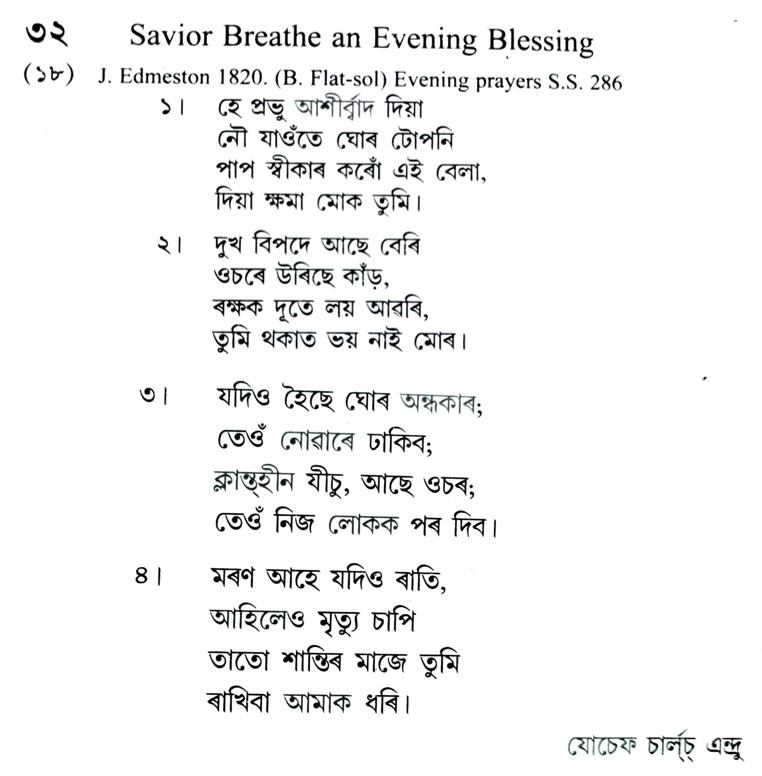 ৩২ Savior Breathe an Evening Blessing
(১৮) J. Edmeston 1820. (B. Flat-sol) Evening prayers S.S. 286
১। হে প্ৰভু আশীৰ্ব্বাদ দিয়া
নৌ যাওঁতে ঘোৰ টোপনি
পাপ স্বীকাৰ কৰোঁ এই বেলা,
দিয়া ক্ষমা মোক তুমি।
২। দুখ বিপদে আছে বেৰি
ওচৰে উৰিছে কাঁড়,
ৰক্ষক দূতে লয় আৱৰি,
তুমি থকাত ভয় নাই মোৰ।
৩। যদিও হৈছে ঘোৰ অন্ধকাৰ;
তেওঁ নোৱাৰে ঢাকিব;
ক্লান্তহীন যীচু, আছে ওচৰ;
তেওঁ নিজ লোকক পৰ দিব।
৪। মৰণ আহে যদিও ৰাতি,
আহিলেও মৃত্যু চাপি
তাতো শান্তিৰ মাজে তুমি
ৰাখিবা আমাক ধৰি।
যোচেফ চাৰ্ল্চ্ এন্দ্ৰু